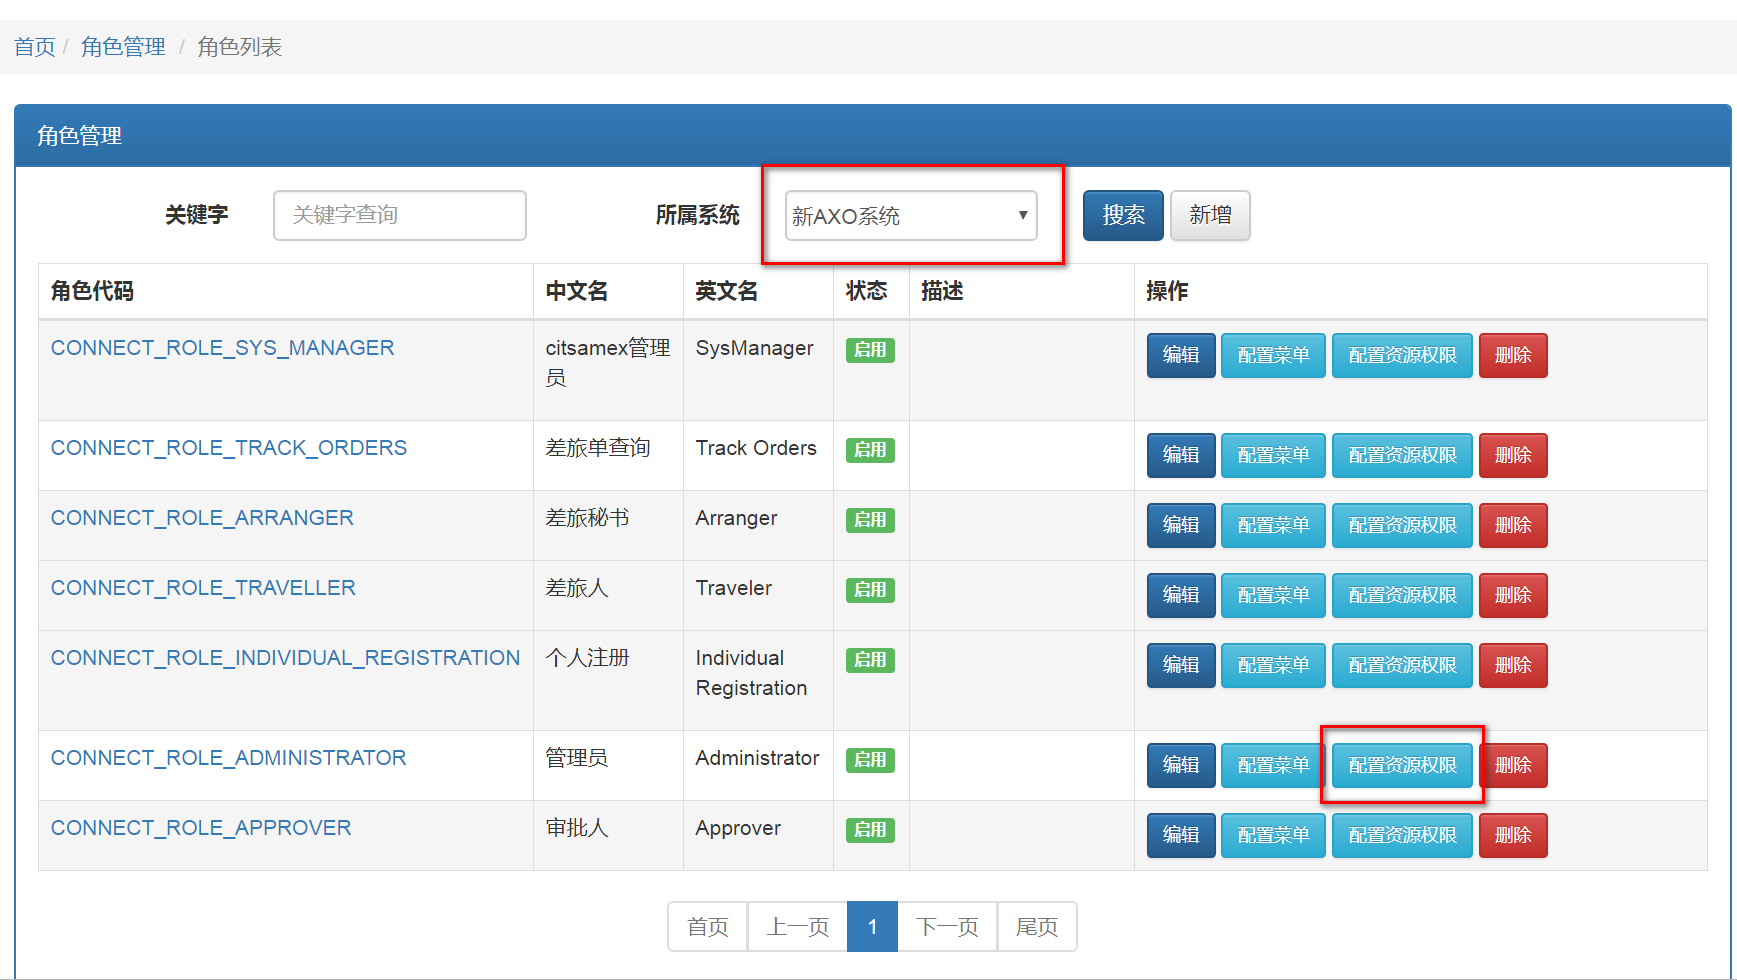 首页 / 角色管理 / 角色列表
角色管理
关键字 关键字查询 所属系统 新AXO系统 搜索 新增
角色代码 中文名 英文名 状态 描述 操作
CONNECT_ROLE_SYS_MANAGER citsamex管理 SysManager 启用 编辑 配置菜单 配置资源权限 删除
员
CONNECT_ROLE_TRACK_ORDERS 差旅单查询 Track Orders 启用 编辑 配置菜单 配置资源权限 删除
CONNECT_ROLE_ARRANGER 差旅秘书 Arranger 启用 编辑 配置菜单 配置资源权限 删除
CONNECT_ROLE_TRAVELLER 差旅人 Traveler 启用 编辑 配置菜单 配置资源权限 删除
CONNECT_ROLE_INDIVIDUAL_REGISTRATION 个人注册 Individual 启用 编辑 配置菜单 配置资源权限 删除
Registration
CONNECT_ROLE_ADMINISTRATOR 管理员 Administrator 启用 编辑 配置菜单 配置资源权限 删除
CONNECT_ROLE_APPROVER 审批人 Approver 启用 编辑 配置菜单 配置资源权限 删除
首页 上一页 1 下一页 尾页